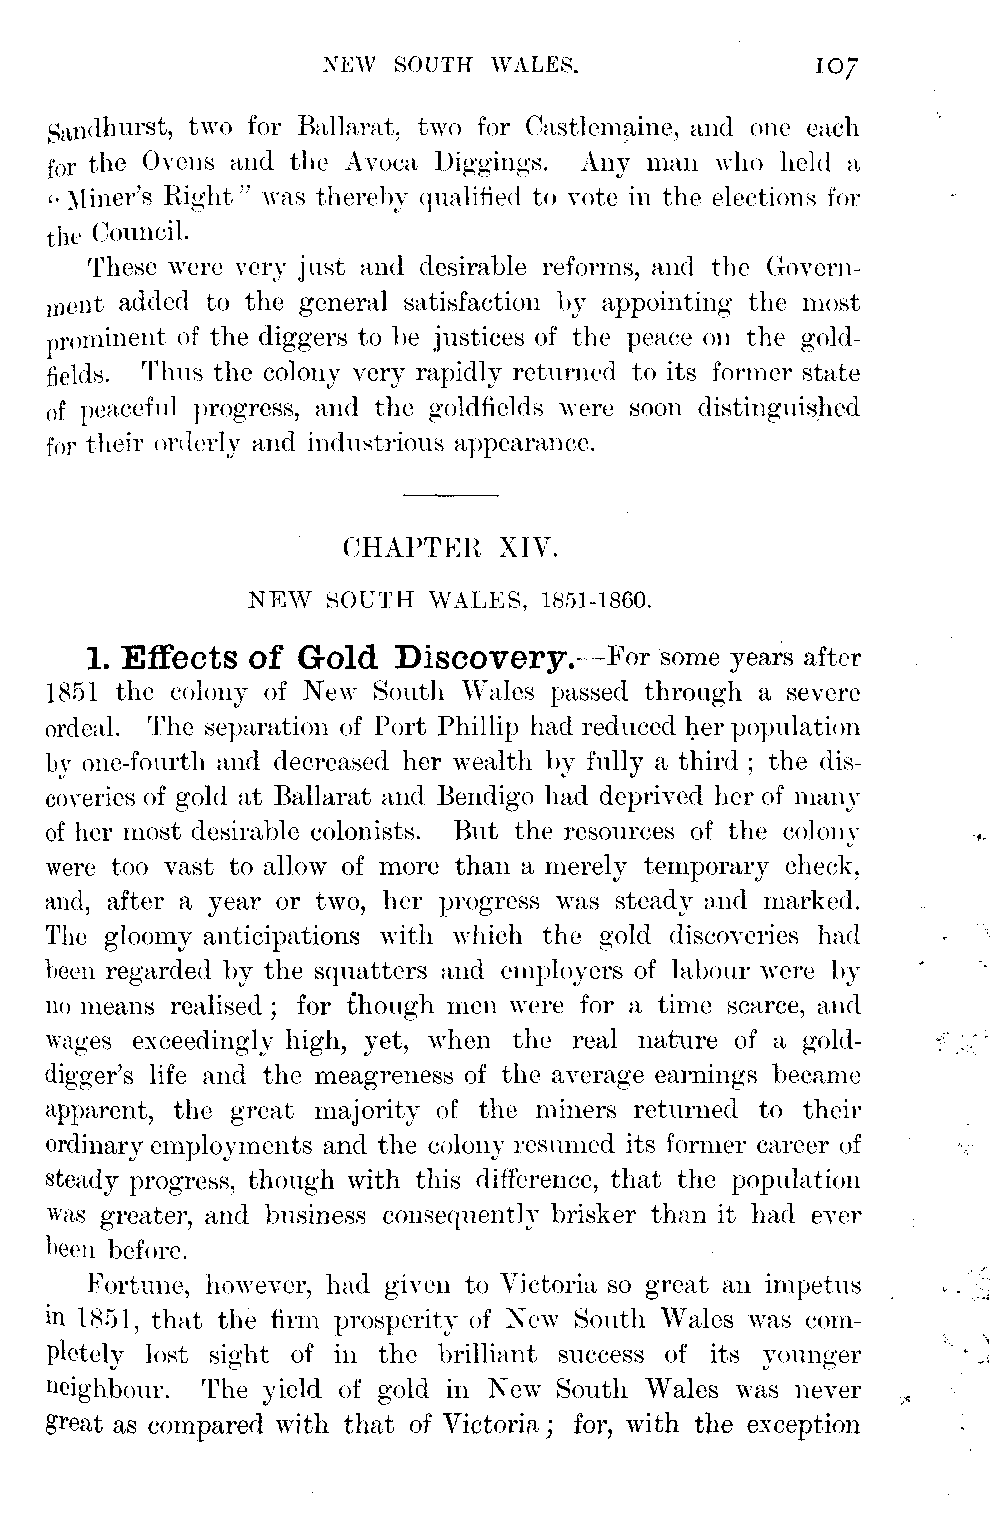 NEW SOUTH WALES. 107
Sandhurst, two for Ballarat, two for Castlemaine, and one each
for the Ovens and the Avoca Diggings. Any man who held a
"Miner's Right" was thereby qualified to vote in the elections for
the Council.
These were very just and desirable reforms, and the Govern-
ment added to the general satisfaction by appointing the most
prominent of the diggers to be justices of the peace on the gold-
fields. Thus the colony very rapidly returned to its former state
of peaceful progress, and the goldfields were soon distinguished
for their orderly and industrious appearance.
CHAPTER XIV.
NEW SOUTH WALES, 1851-1860.
1. Effects of Gold Discovery.—For some years after
1851 the colony of New South Wales passed through a severe
ordeal. The separation of Port Phillip had reduced her population
by one-fourth and decreased her wealth by fully a third; the dis-
coveries of gold at Ballarat and Bendigo had deprived her of many
of her most desirable colonists. But the resources of the colony
were too vast to allow of more than a merely temporary check,
and, after a year or two, her progress was steady and marked.
The gloomy anticipations with which the gold discoveries had
been regarded by the squatters and employers of labour were by
no means realised; for though men were for a time scarce, and
wages exceedingly high, yet, when the real nature of a gold-
digger's life and the meagreness of the average earnings became
apparent, the great majority of the miners returned to their
ordinary employments and the colony resumed its former career of
steady progress, though with this difference, that the population
was greater, and business consequently brisker than it had ever
been before.
Fortune, however, had given to Victoria so great an impetus
in 1851, that the firm prosperity of New South Wales was com-
pletely lost sight of in the brilliant success of its younger
neighbour. The yield of gold in New South Wales was never
great as compared with that of Victoria; for, with the exception